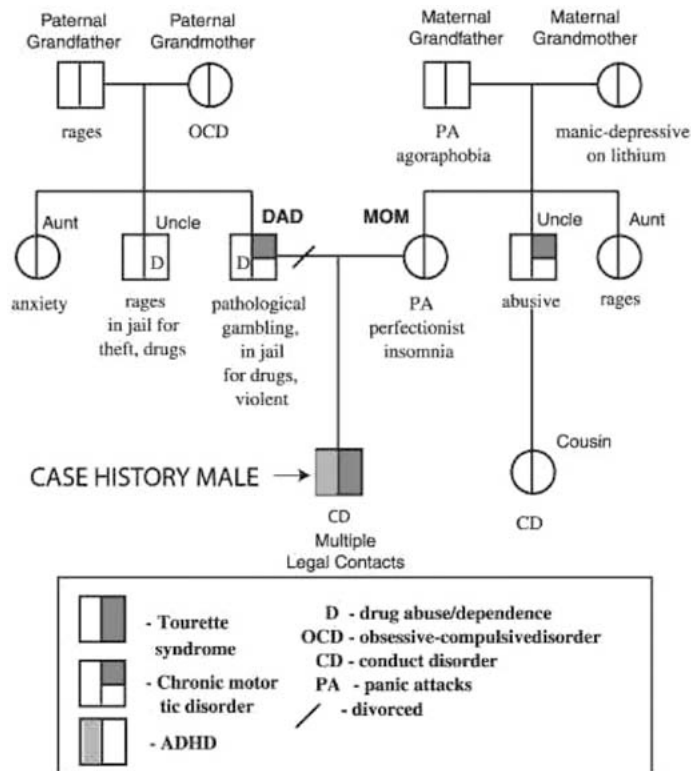 Paternal
Grandfather
Paternal
Grandmother
Maternal
Grandfather
Maternal
Grandmother
rages
OCD
PA
agoraphobia
manic-depressive
on lithium
Aunt
Uncle
DAD
MOM
Uncle
Aunt
D
D
anxiety
rages
in jail for
theft, drugs
pathological
gambling,
in jail
for drugs,
violent
PA
perfectionist
insomnia
abusive
rages
CASE HISTORY MALE
Cousin
CD
Multiple
Legal Contacts
CD
- Tourette
syndrome
- Chronic motor
tic disorder
- ADHD
D - drug abuse/dependence
OCD - obsessive-compulsivedisorder
CD - conduct disorder
PA - panic attacks
- divorced